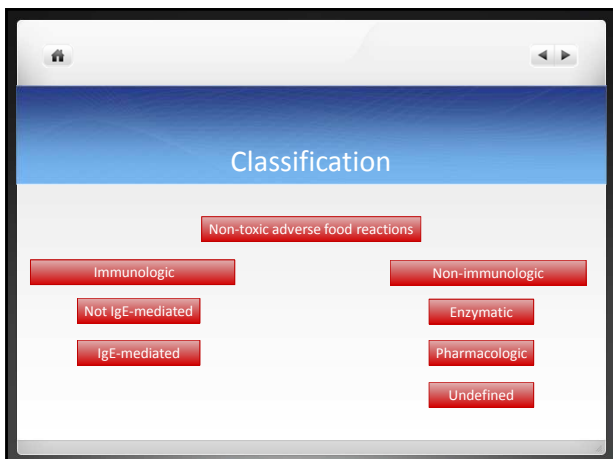 Classification
Non-toxic adverse food reactions
Immunologic
Not IgE-mediated
IgE-mediated
Non-immunologic
Enzymatic
Pharmacologic
Undefined